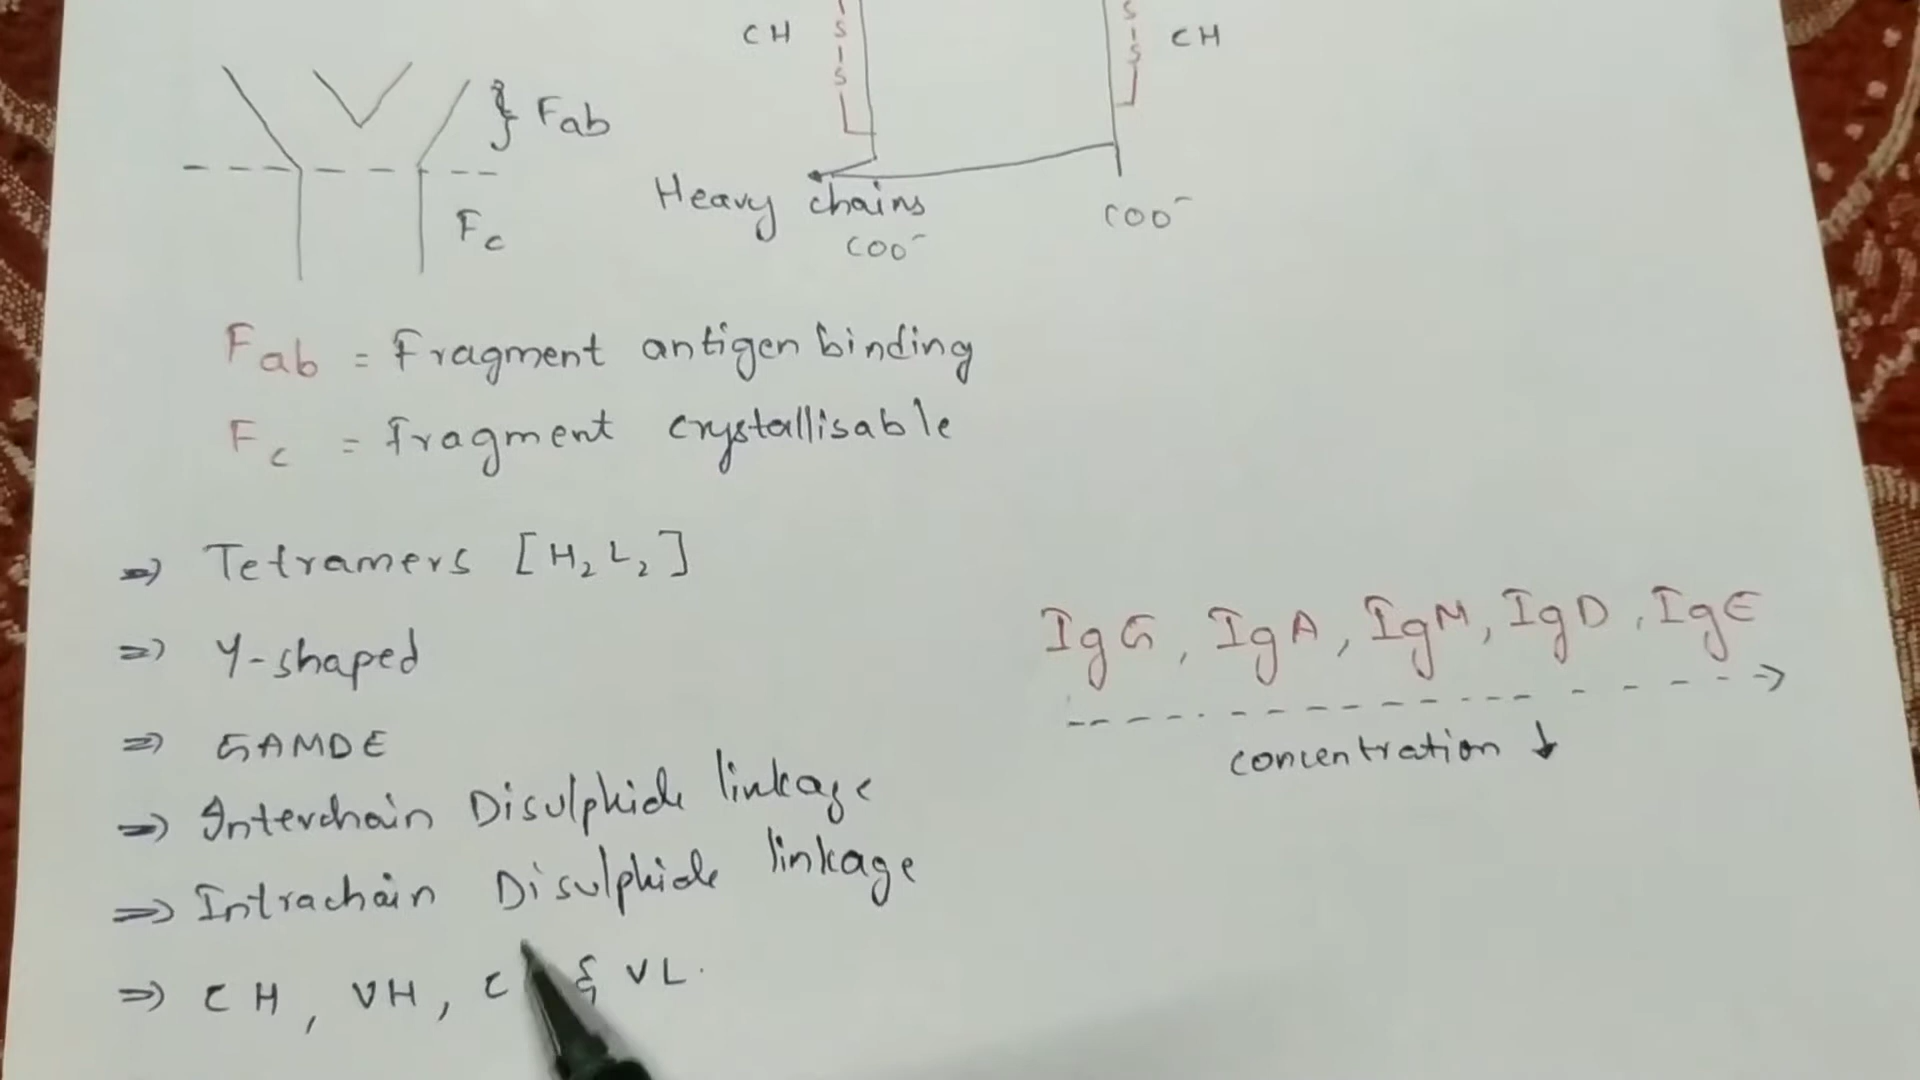 CH
S
S
S
S
CH
Fab
Fc
Heavy chains
COO⁻
COO⁻
Fab = Fragment antigen binding
Fc = Fragment crystallisable
⇒ Tetramers [H₂L₂]
⇒ Y-shaped
⇒ GAMDE
IgG, IgA, IgM, IgD, IgE
concentration ↓
⇒ Interchain Disulphide linkage
⇒ Intrachain Disulphide linkage
⇒ CH, VH, C & VL.